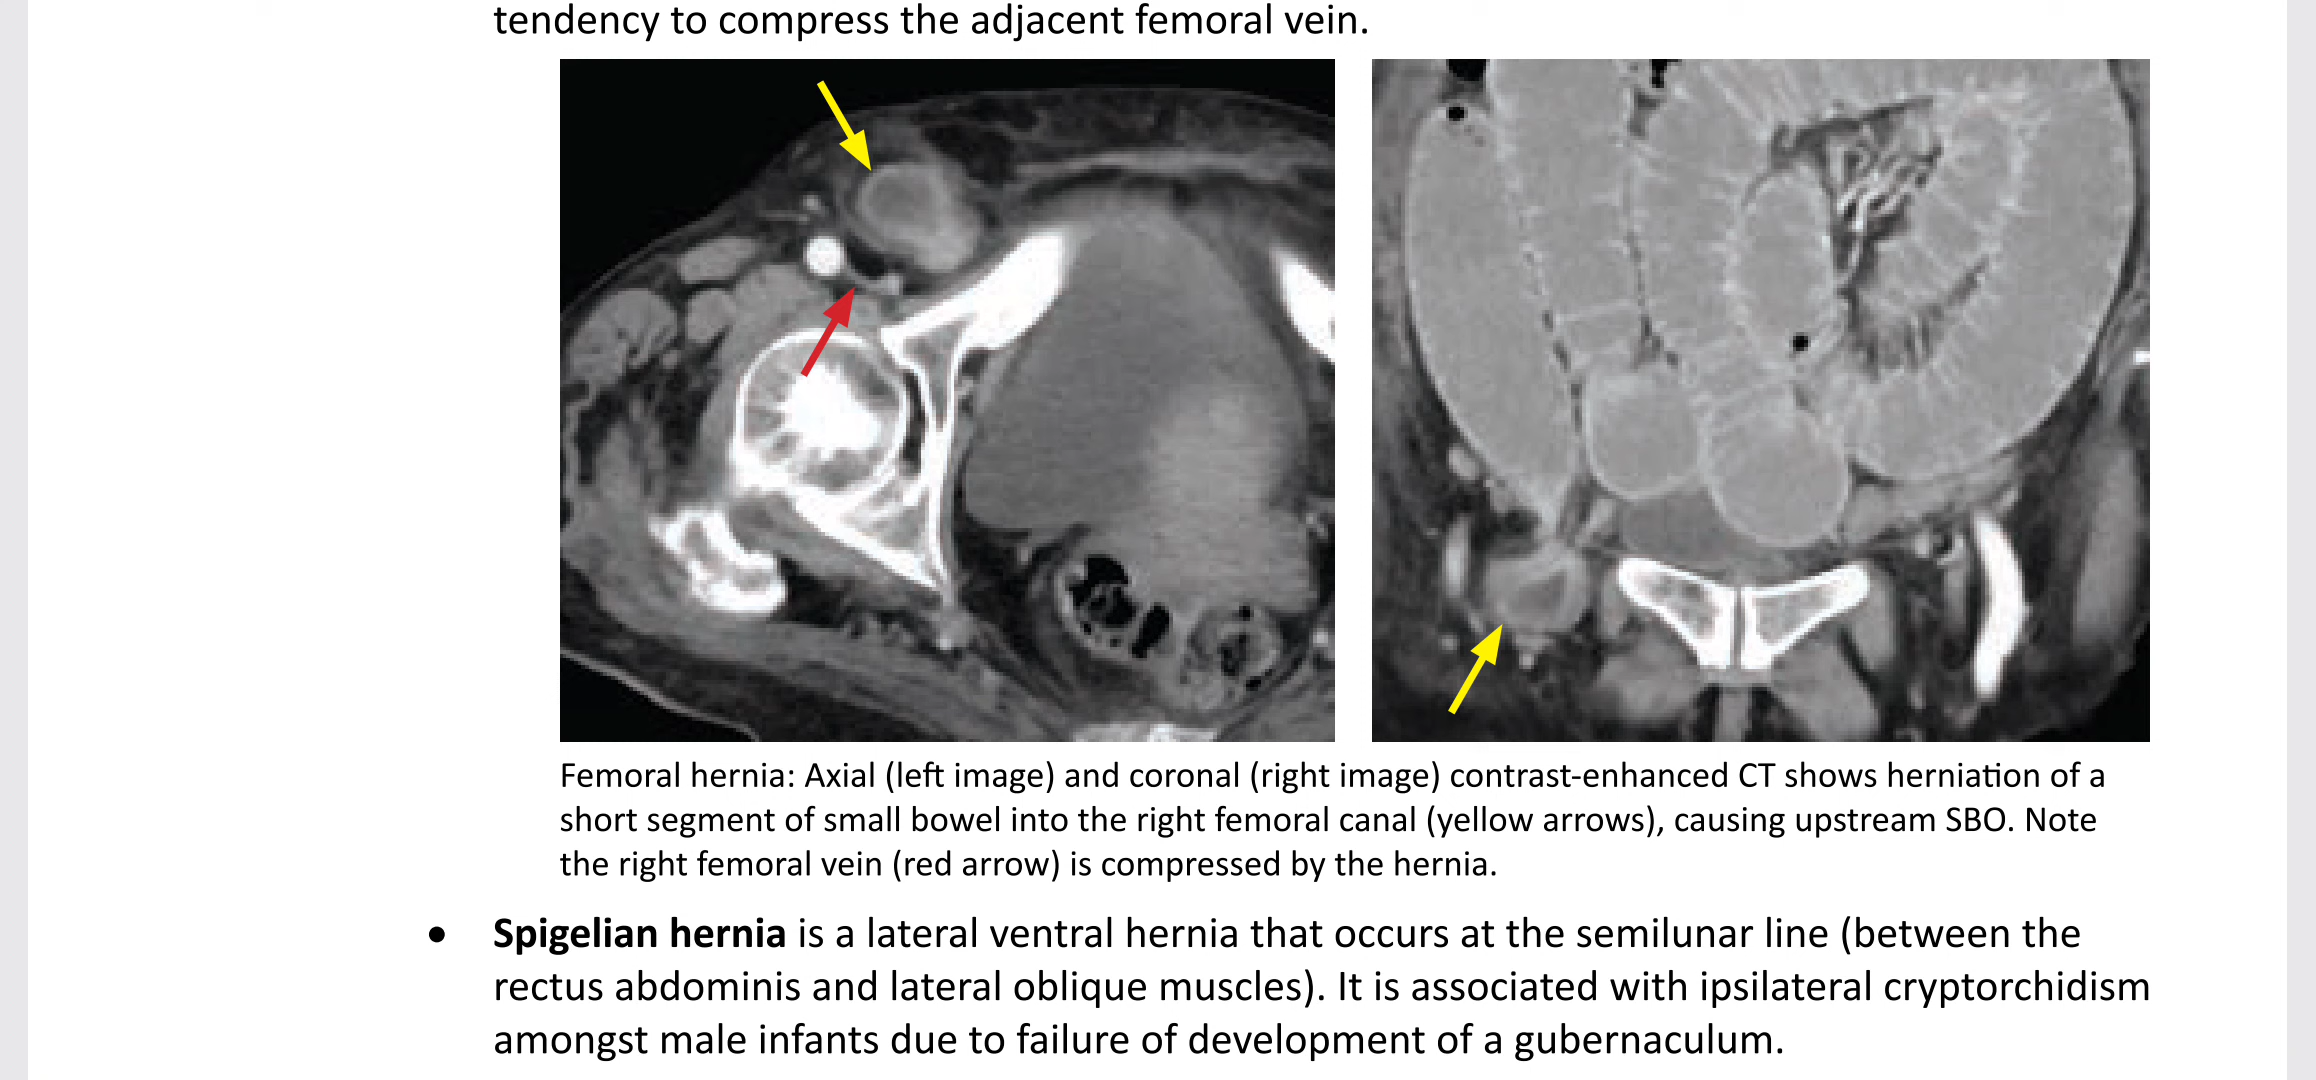 tendency to compress the adjacent femoral vein.
Femoral hernia: Axial (left image) and coronal (right image) contrast-enhanced CT shows herniation of a
short segment of small bowel into the right femoral canal (yellow arrows), causing upstream SBO. Note
the right femoral vein (red arrow) is compressed by the hernia.
• Spigelian hernia is a lateral ventral hernia that occurs at the semilunar line (between the
rectus abdominis and lateral oblique muscles). It is associated with ipsilateral cryptorchidism
amongst male infants due to failure of development of a gubernaculum.